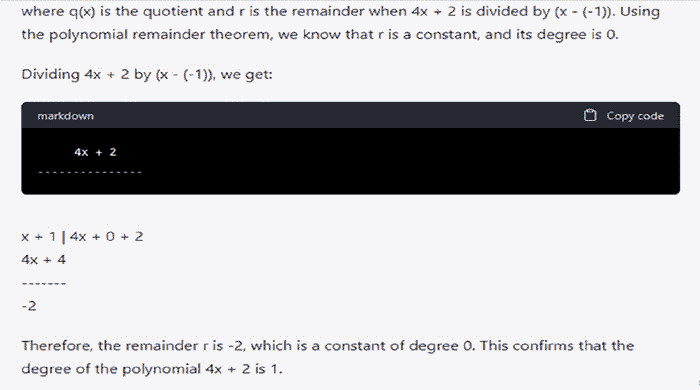 where q(x) is the quotient and r is the remainder when 4x + 2 is divided by (x - (-1)). Using
the polynomial remainder theorem, we know that r is a constant, and its degree is 0.
Dividing 4x + 2 by (x - (-1)), we get:
markdown Copy code
4x + 2
---------------
x + 1 | 4x + 0 + 2
4x + 4
-------
-2
Therefore, the remainder r is -2, which is a constant of degree 0. This confirms that the
degree of the polynomial 4x + 2 is 1.